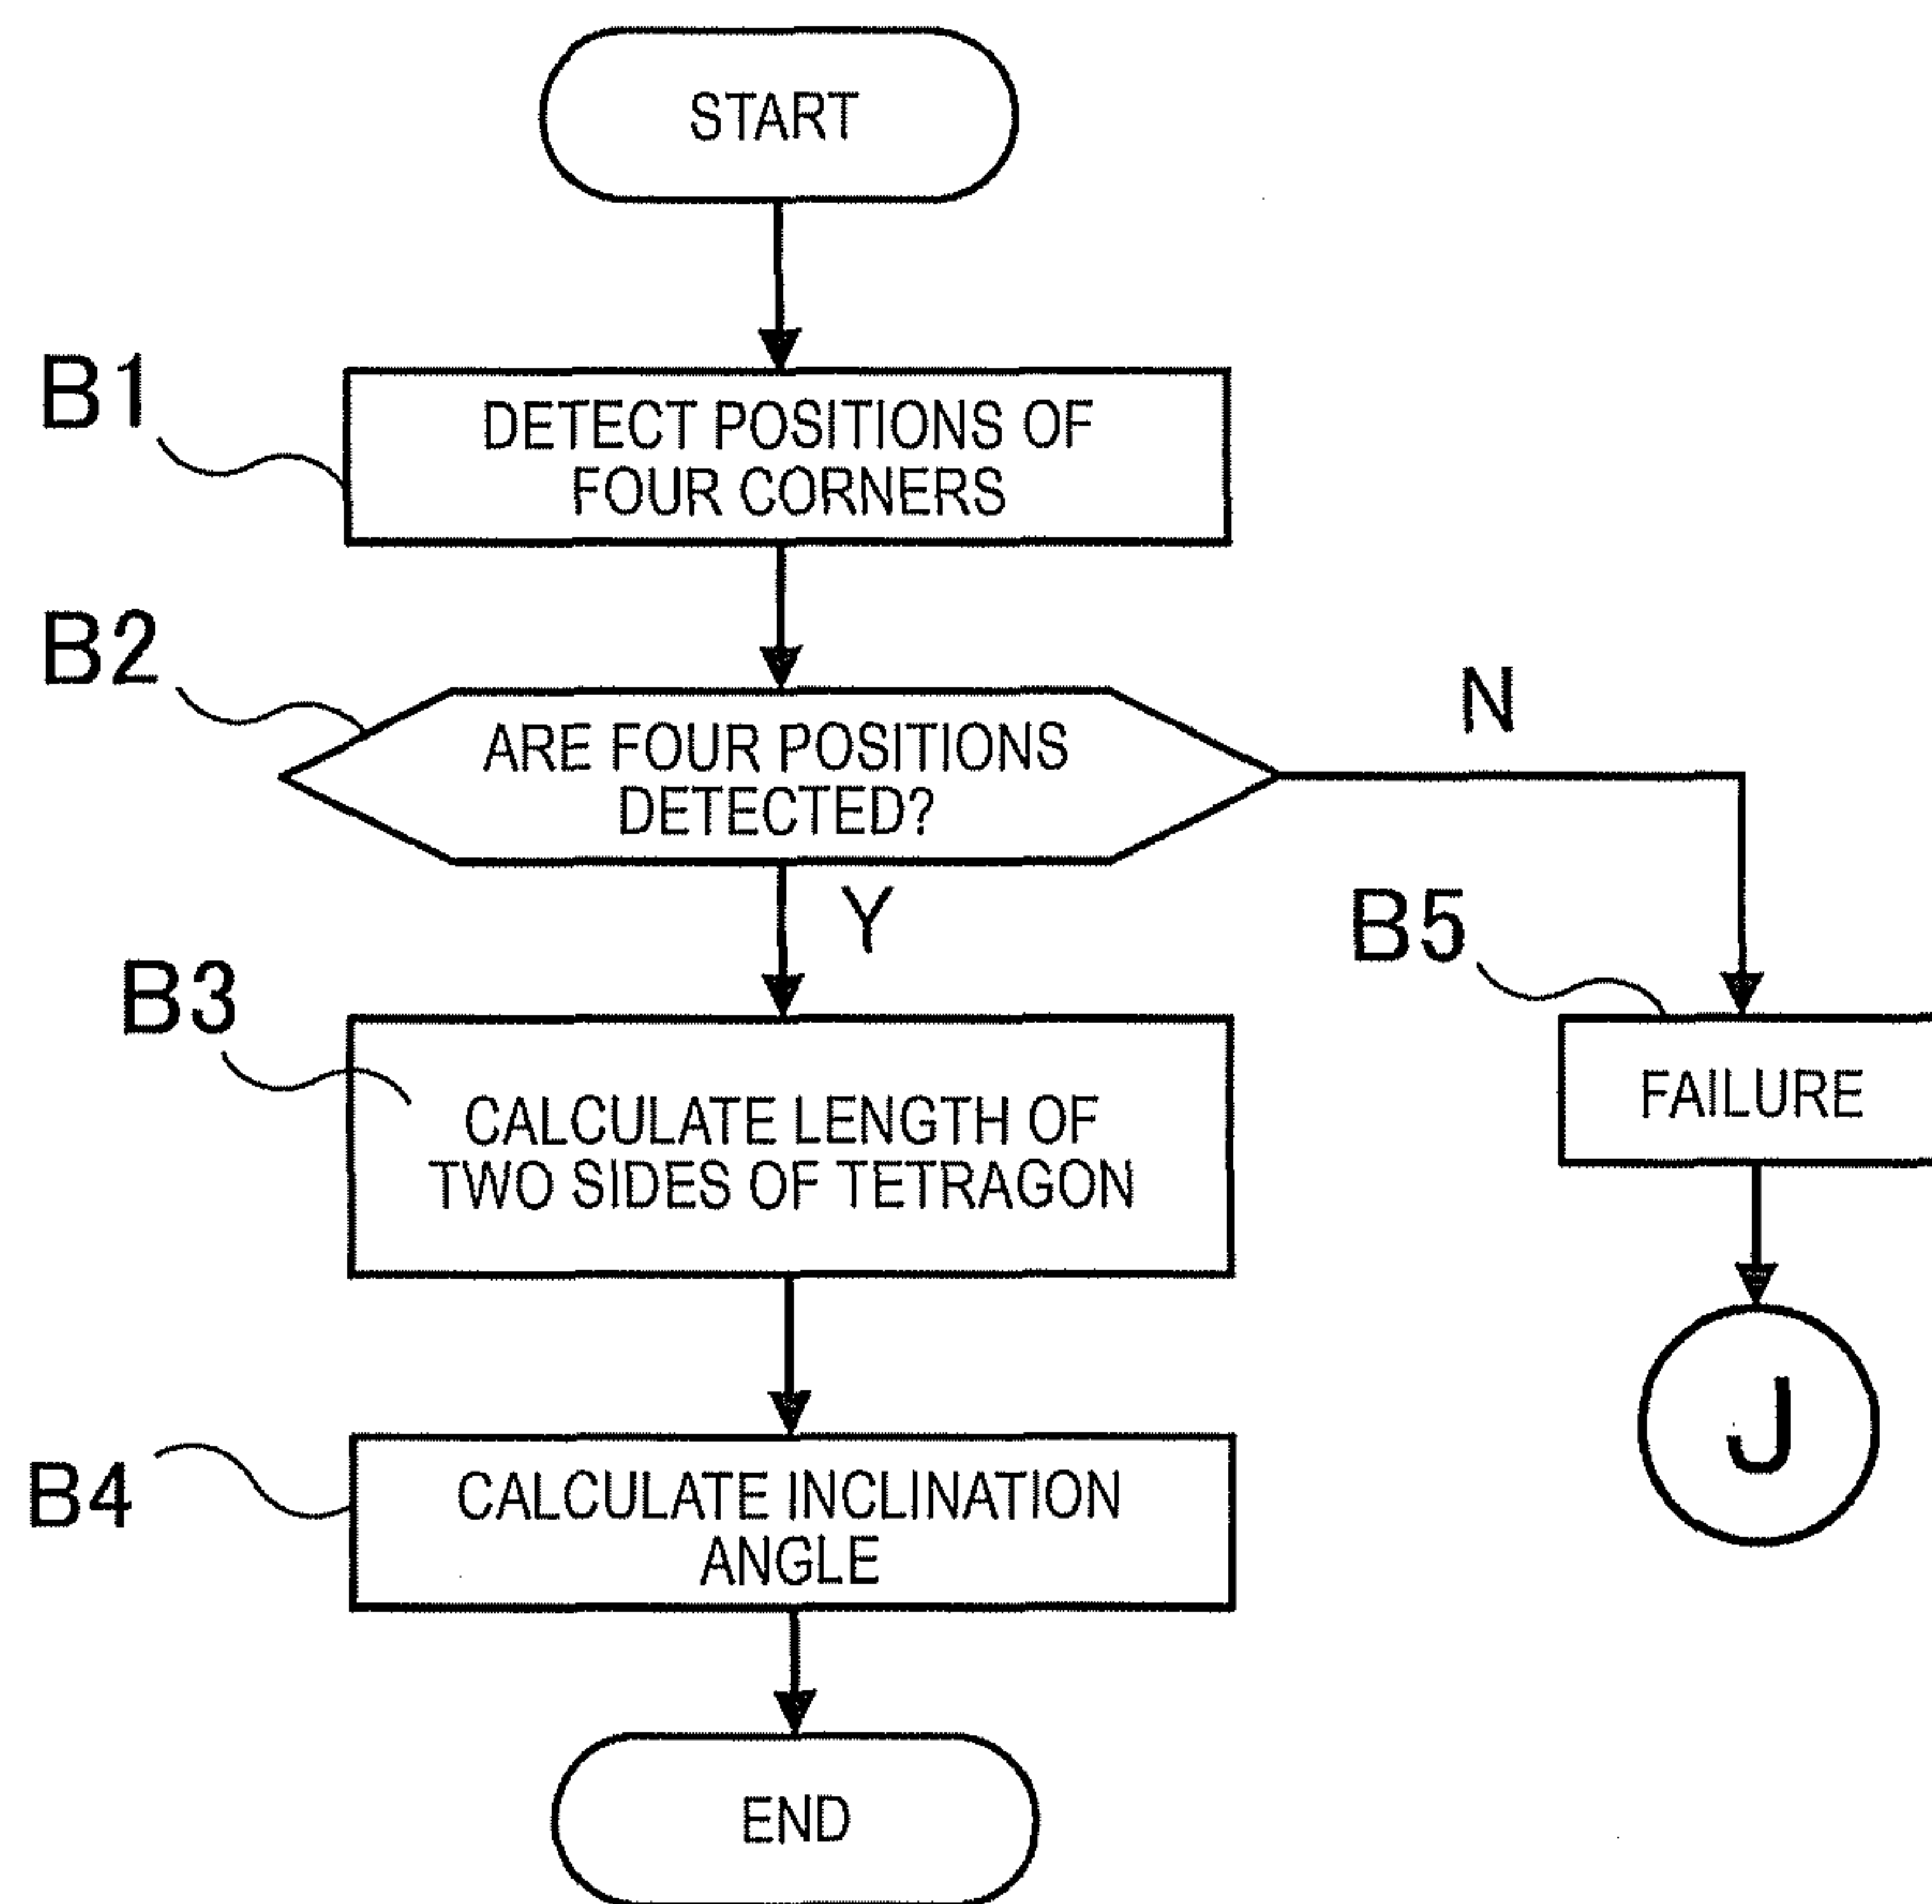 START
B1
DETECT POSITIONS OF
FOUR CORNERS
B2
ARE FOUR POSITIONS
DETECTED?
N
Y
B3
CALCULATE LENGTH OF
TWO SIDES OF TETRAGON
B5
FAILURE
J
B4
CALCULATE INCLINATION
ANGLE
END